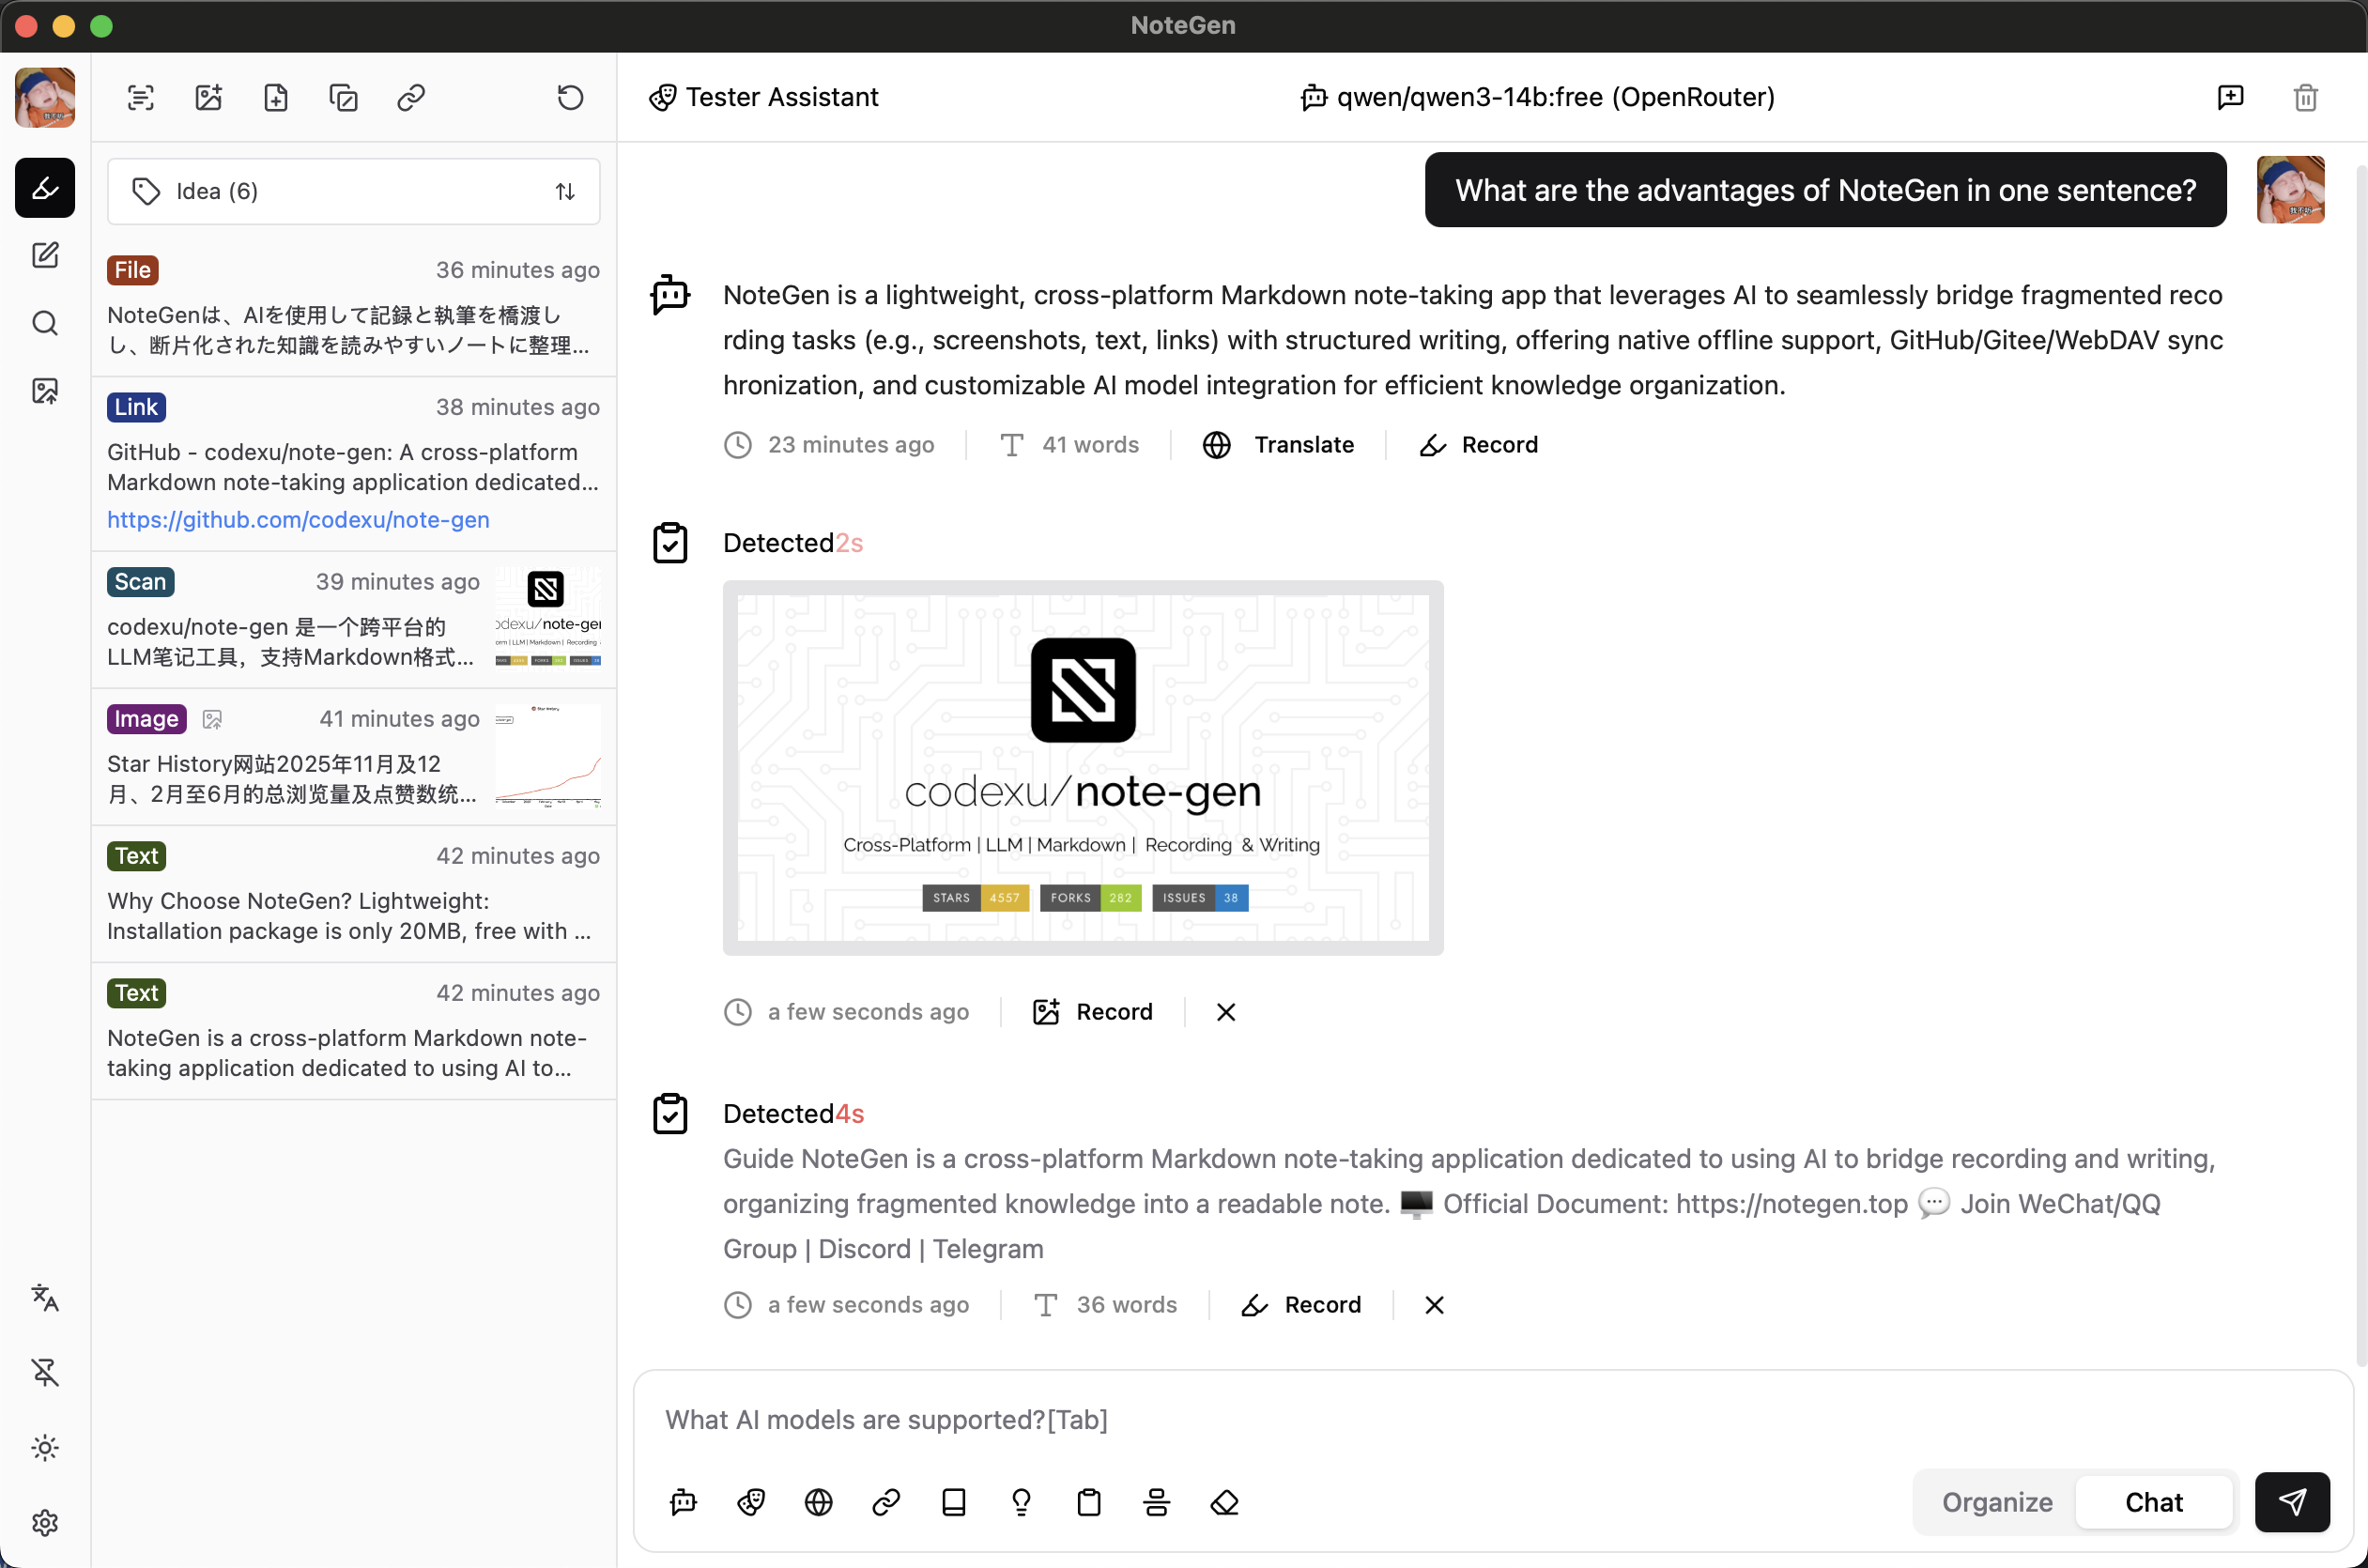 NoteGen
Tester Assistant
qwen/qwen3-14b:free (OpenRouter)
Idea (6)
File
36 minutes ago
NoteGenは、AIを使用して記録と執筆を橋渡し
し、断片化された知識を読みやすいノートに整理...
Link
38 minutes ago
GitHub - codexu/note-gen: A cross-platform
Markdown note-taking application dedicated...
https://github.com/codexu/note-gen
Scan
39 minutes ago
codexu/note-gen 是一个跨平台的
LLM笔记工具，支持Markdown格式...
Image
41 minutes ago
Star History网站2025年11月及12
月、2月至6月的总浏览量及点赞数统...
Text
42 minutes ago
Why Choose NoteGen? Lightweight:
Installation package is only 20MB, free with ...
Text
42 minutes ago
NoteGen is a cross-platform Markdown note-
taking application dedicated to using AI to...
What are the advantages of NoteGen in one sentence?
NoteGen is a lightweight, cross-platform Markdown note-taking app that leverages AI to seamlessly bridge fragmented reco
rding tasks (e.g., screenshots, text, links) with structured writing, offering native offline support, GitHub/Gitee/WebDAV sync
hronization, and customizable AI model integration for efficient knowledge organization.
23 minutes ago
41 words
Translate
Record
Detected2s
codexu/note-gen
Cross-Platform | LLM | Markdown | Recording & Writing
STARS 4557 FORKS 282 ISSUES 38
a few seconds ago
Record
Detected4s
Guide NoteGen is a cross-platform Markdown note-taking application dedicated to using AI to bridge recording and writing,
organizing fragmented knowledge into a readable note. 🖥️ Official Document: https://notegen.top 💬 Join WeChat/QQ
Group | Discord | Telegram
a few seconds ago
36 words
Record
What AI models are supported?[Tab]
Organize
Chat